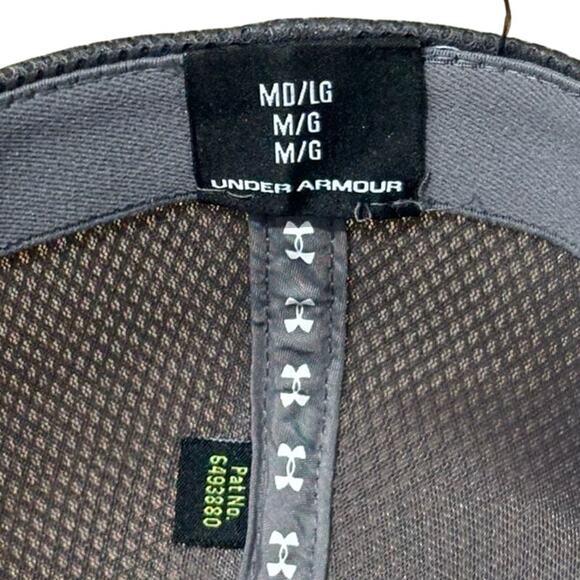 MD/LG
M/G
M/G
UNDER ARMOUR
Pat No.
6493880